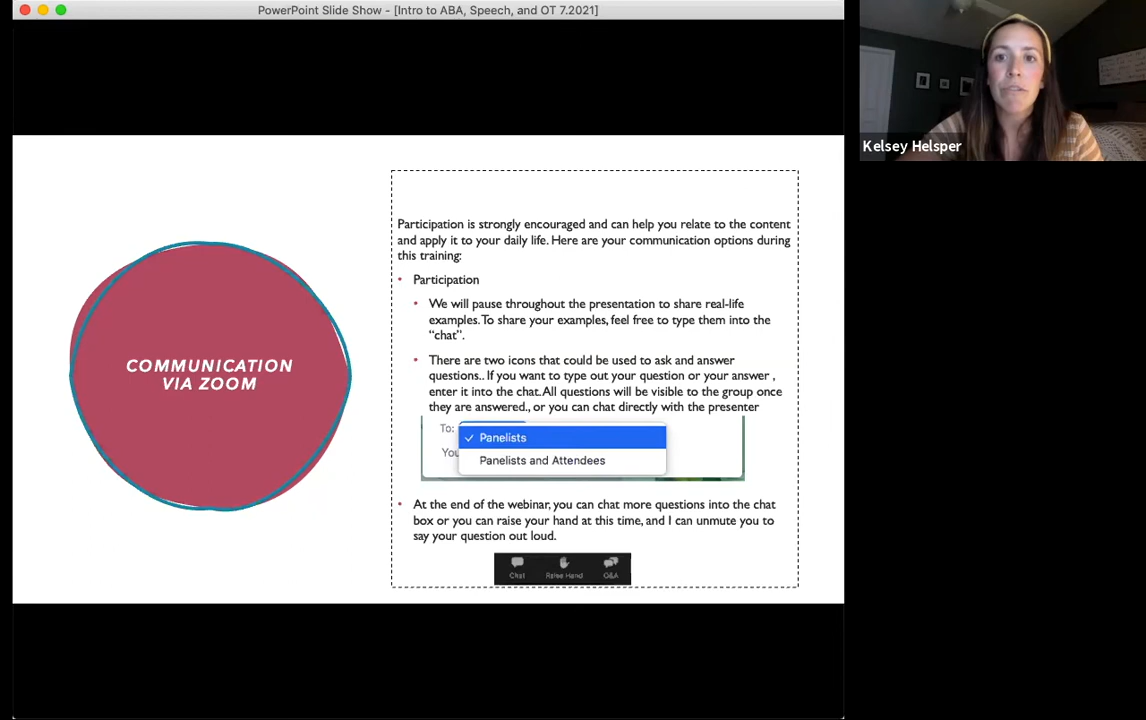 PowerPoint Slide Show - [Intro to ABA, Speech, and OT 7.2021]
Kelsey Helsper
COMMUNICATION
VIA ZOOM
Participation is strongly encouraged and can help you relate to the content
and apply it to your daily life. Here are your communication options during
this training:
• Participation
• We will pause throughout the presentation to share real-life
examples. To share your examples, feel free to type them into the
“chat”.
• There are two icons that could be used to ask and answer
questions.. If you want to type out your question or your answer ,
enter it into the chat. All questions will be visible to the group once
they are answered., or you can chat directly with the presenter
To:
✓ Panelists
You
Panelists and Attendees
• At the end of the webinar, you can chat more questions into the chat
box or you can raise your hand at this time, and I can unmute you to
say your question out loud.
Chat Raise Hand Q&A